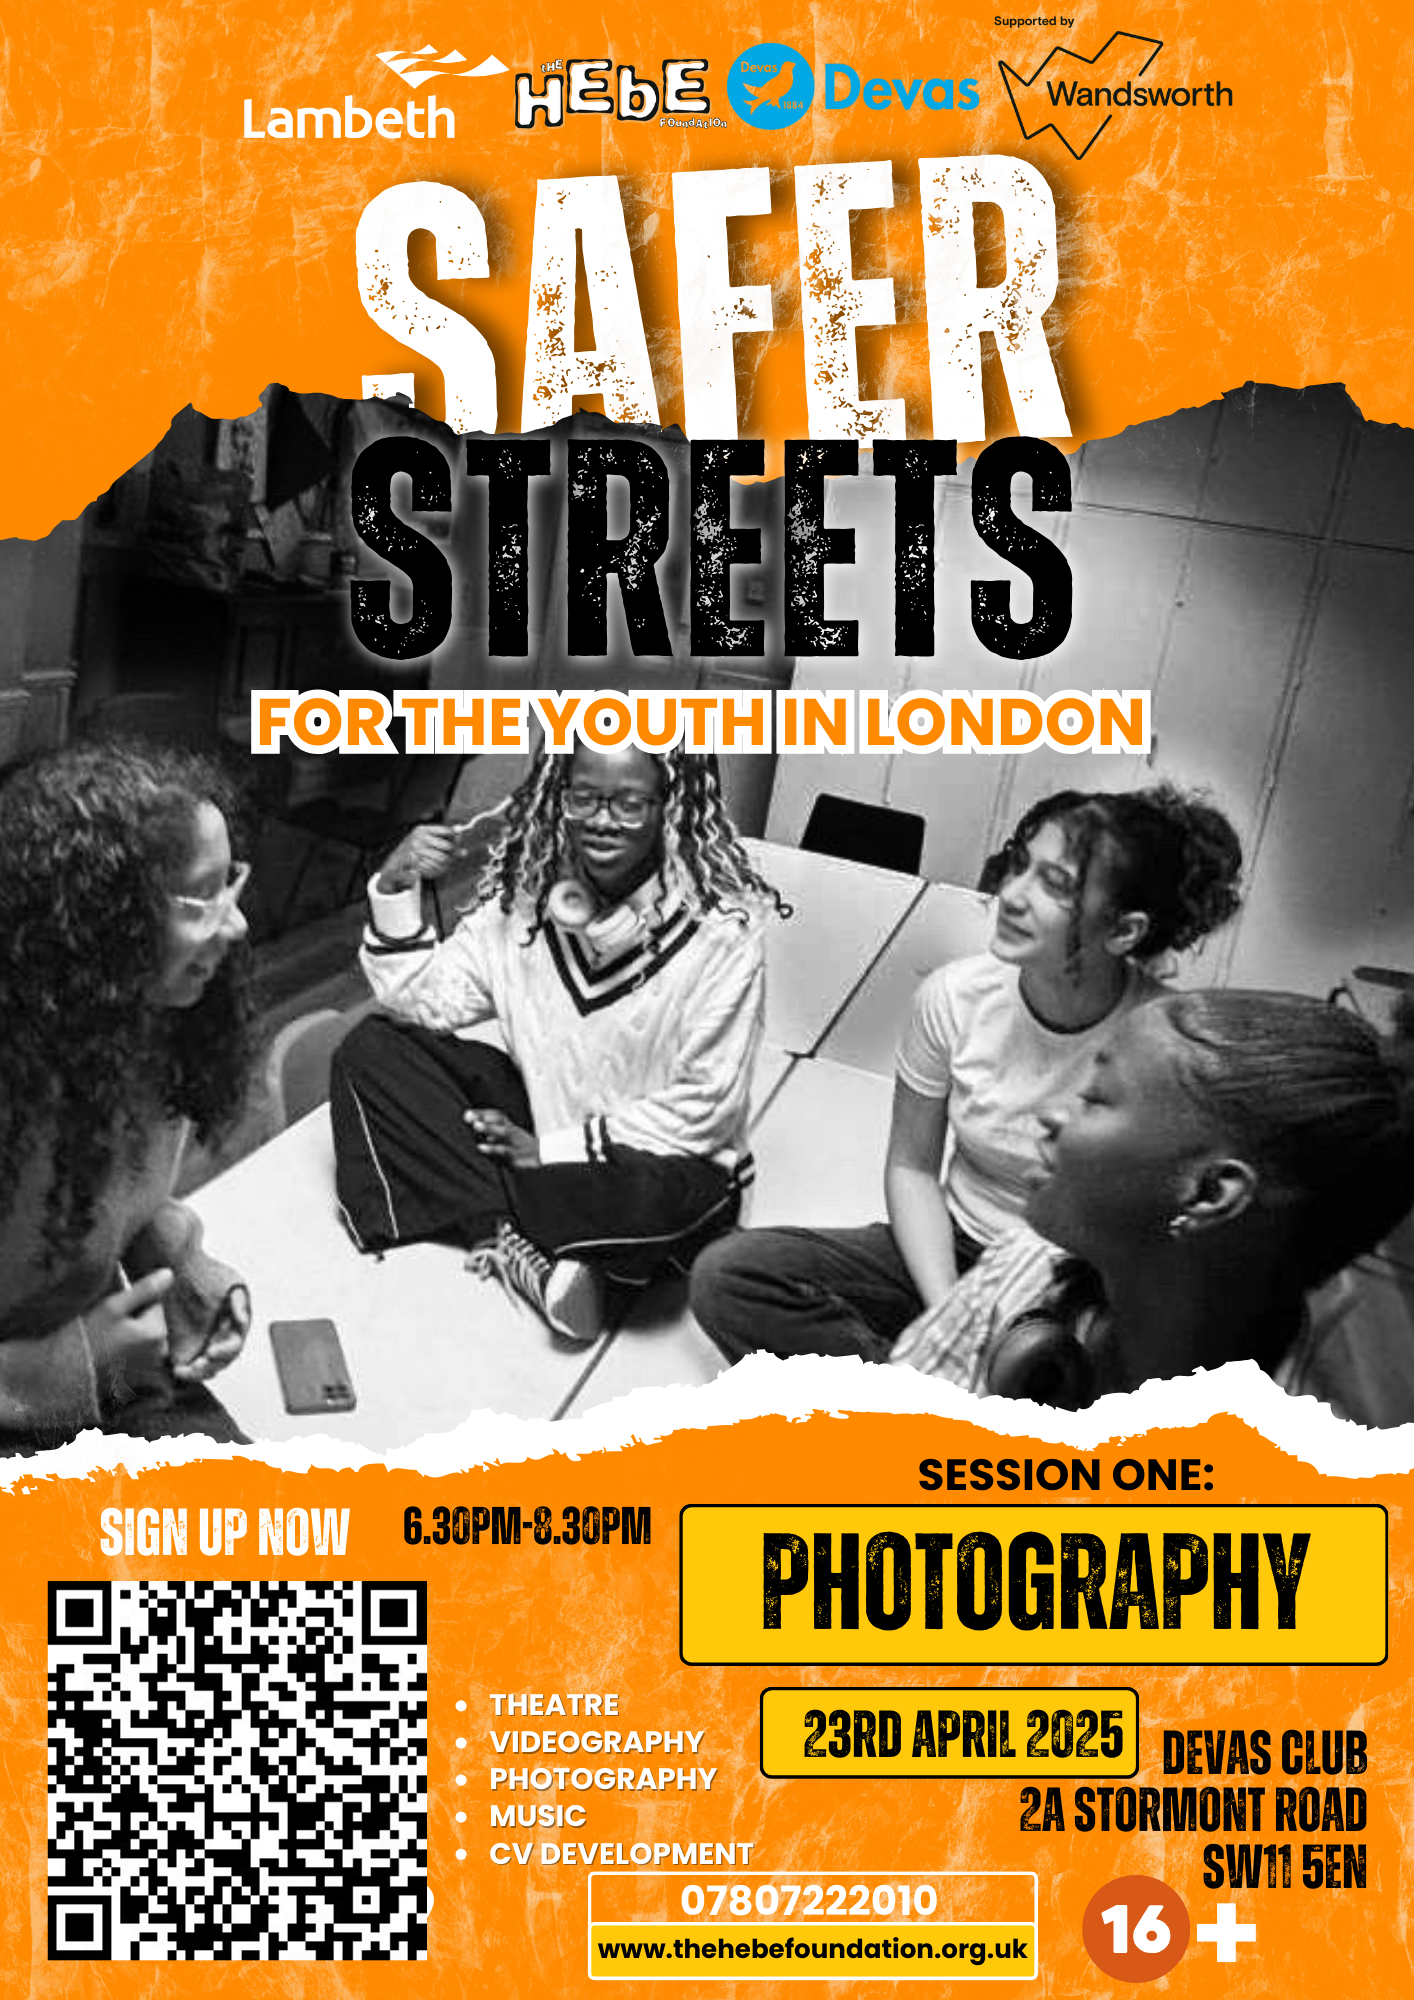 Supported by
Lambeth
tHE
HEbE
FOundAtIOn
Devas
1884
Devas
Wandsworth
SAFER
STREETS
FOR THE YOUTH IN LONDON
SESSION ONE:
SIGN UP NOW
6.30PM-8.30PM
PHOTOGRAPHY
• THEATRE
• VIDEOGRAPHY
• PHOTOGRAPHY
• MUSIC
• CV DEVELOPMENT
23RD APRIL 2025
DEVAS CLUB
2A STORMONT ROAD
SW11 5EN
07807222010
www.thehebefoundation.org.uk
16+